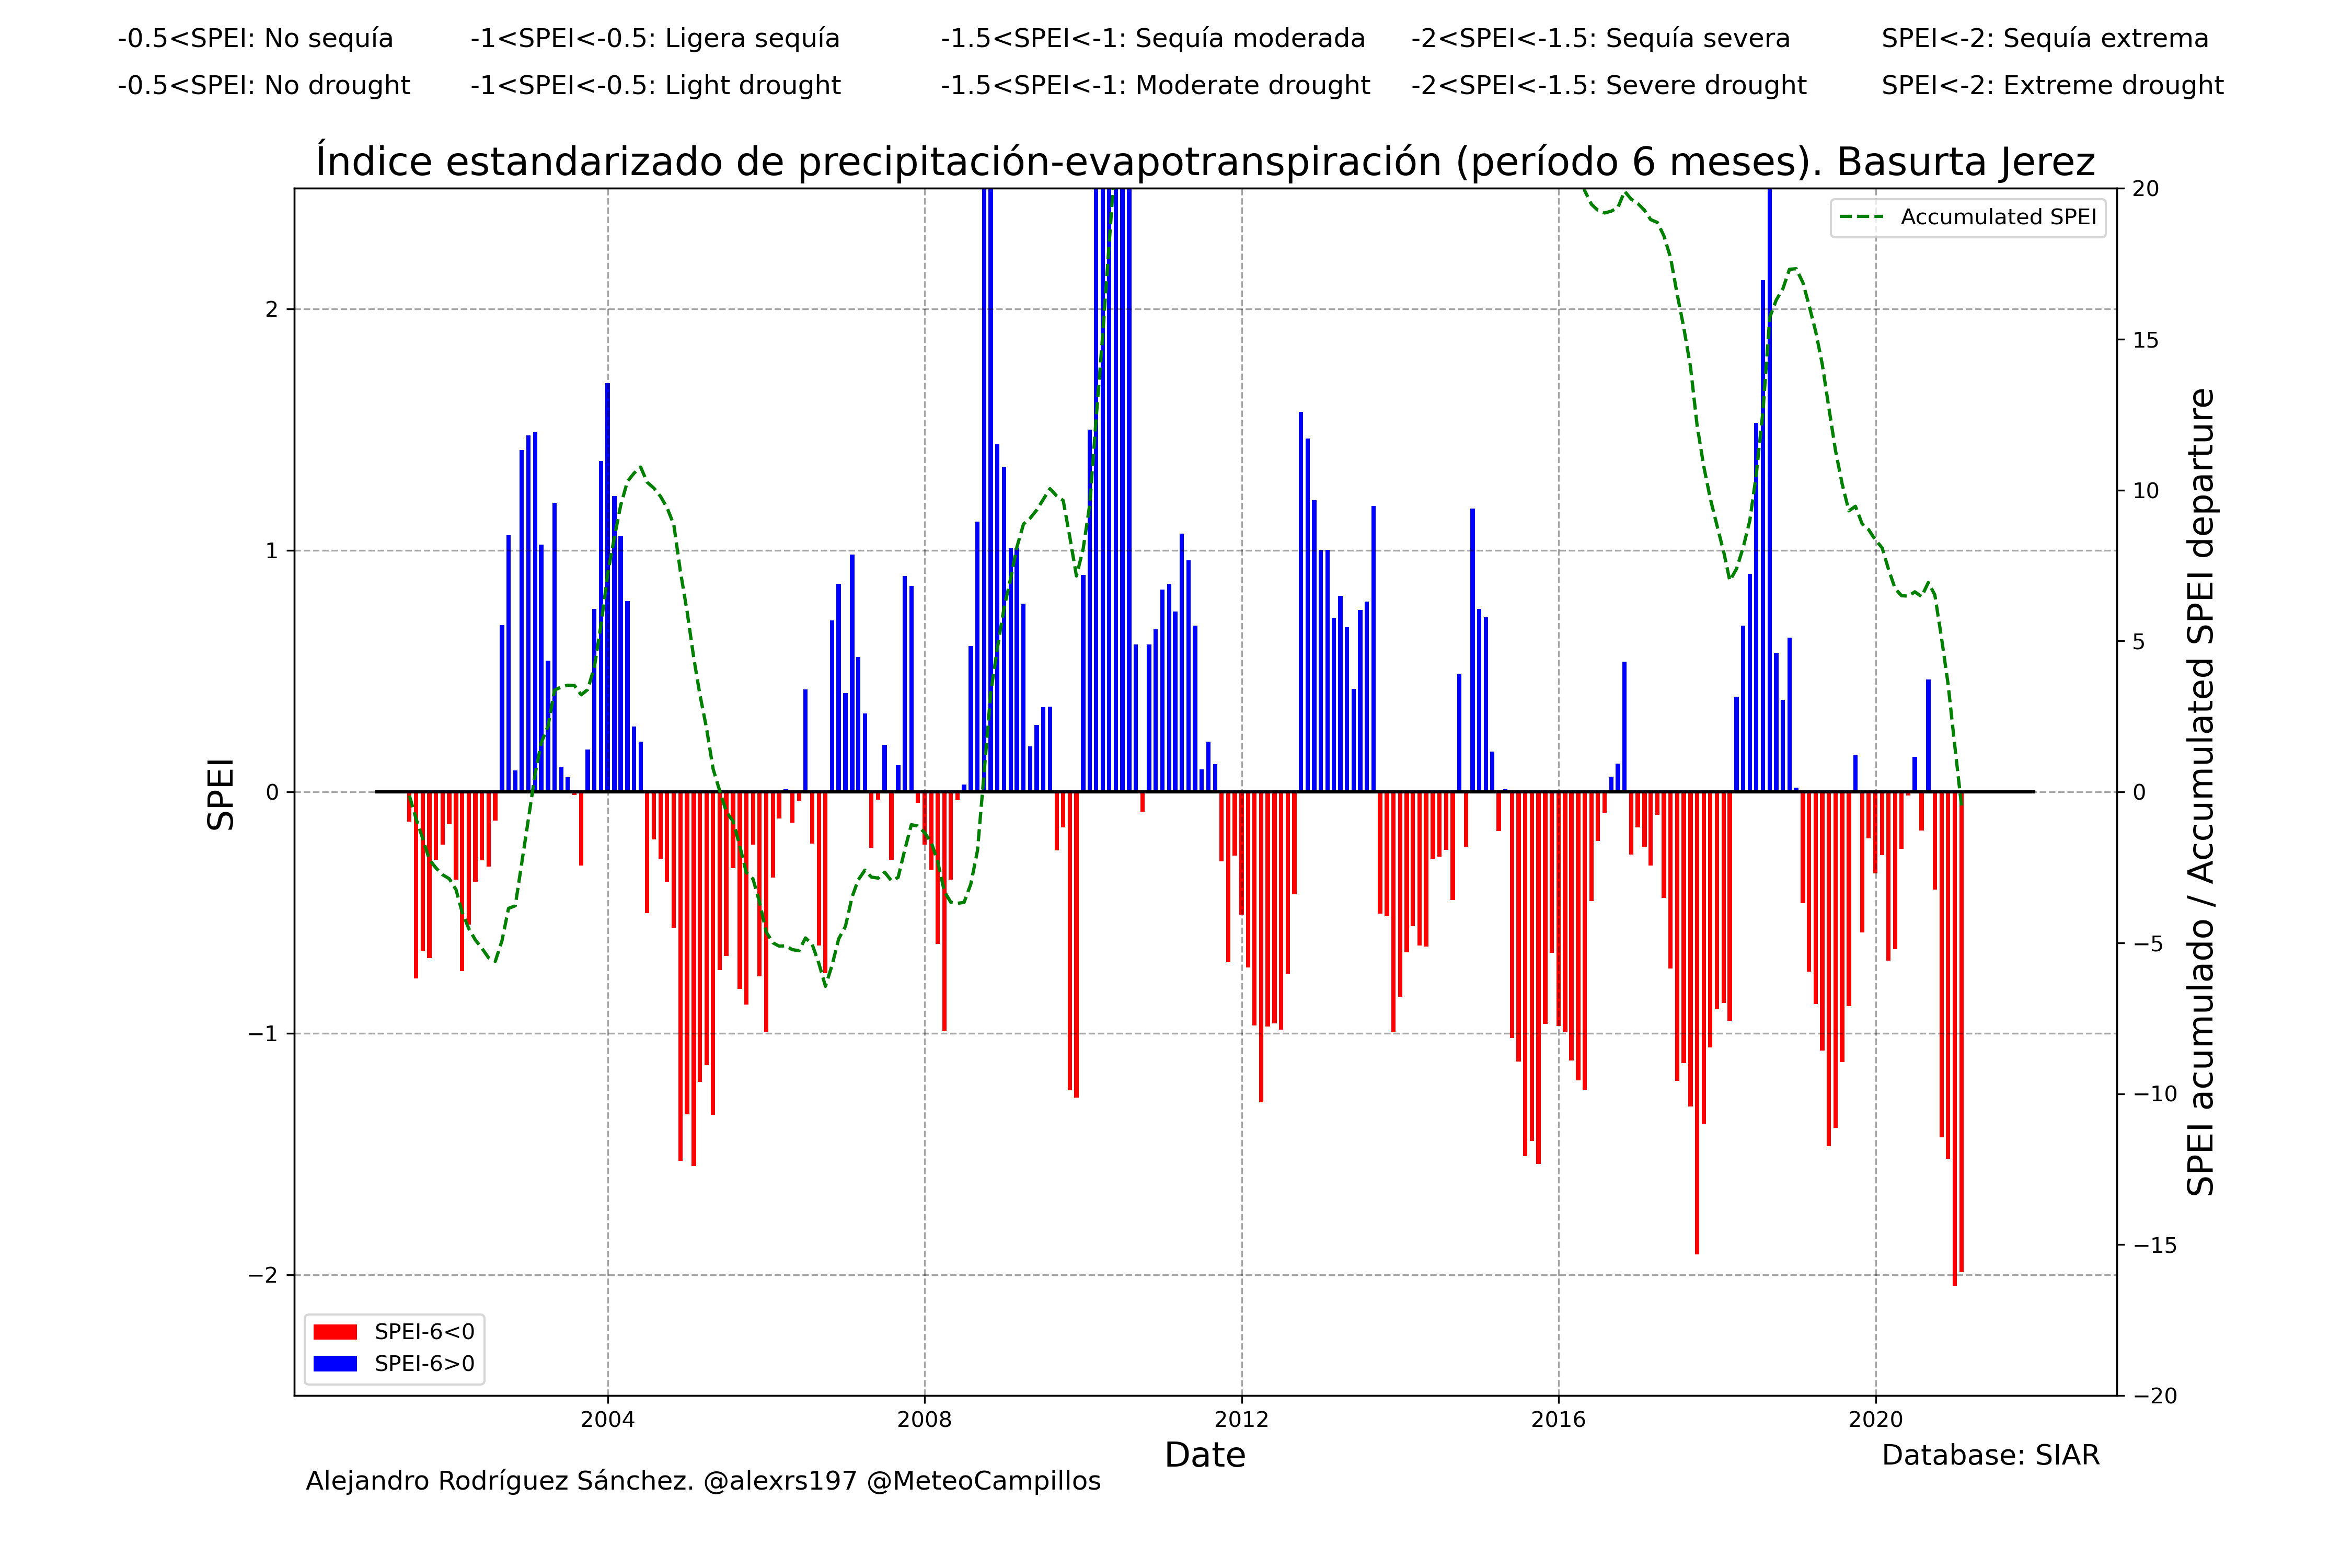 -0.5<SPEI: No sequía -1<SPEI<-0.5: Ligera sequía -1.5<SPEI<-1: Sequía moderada -2<SPEI<-1.5: Sequía severa SPEI<-2: Sequía extrema
-0.5<SPEI: No drought -1<SPEI<-0.5: Light drought -1.5<SPEI<-1: Moderate drought -2<SPEI<-1.5: Severe drought SPEI<-2: Extreme drought
Índice estandarizado de precipitación-evapotranspiración (período 6 meses). Basurta Jerez
Accumulated SPEI
SPEI
2
1
0
−1
−2
20
15
10
5
0
−5
−10
−15
−20
SPEI acumulado / Accumulated SPEI departure
SPEI-6<0
SPEI-6>0
2004 2008 2012 2016 2020
Date
Database: SIAR
Alejandro Rodríguez Sánchez. @alexrs197 @MeteoCampillos